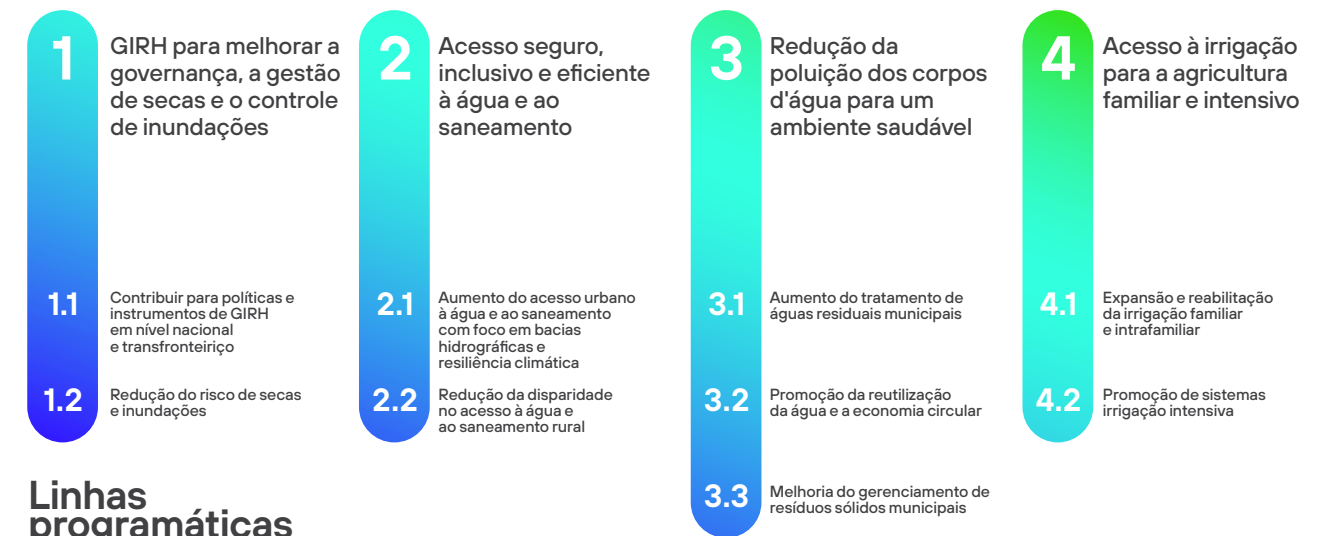 1
GIRH para melhorar a
governança, a gestão
de secas e o controle
de inundações
1.1
Contribuir para políticas e
instrumentos de GIRH
em nível nacional
e transfronteiriço
1.2
Redução do risco de secas
e inundações
2
Acesso seguro,
inclusivo e eficiente
à água e ao
saneamento
2.1
Aumento do acesso urbano
à água e ao saneamento
com foco em bacias
hidrográficas e
resiliência climática
2.2
Redução da disparidade
no acesso à água e
ao saneamento rural
3
Redução da
poluição dos corpos
d'água para um
ambiente saudável
3.1
Aumento do tratamento de
águas residuais municipais
3.2
Promoção da reutilização
da água e a economia circular
3.3
Melhoria do gerenciamento de
resíduos sólidos municipais
4
Acesso à irrigação
para a agricultura
familiar e intensivo
4.1
Expansão e reabilitação
da irrigação familiar
e intrafamiliar
4.2
Promoção de sistemas
irrigação intensiva
Linhas
programáticas